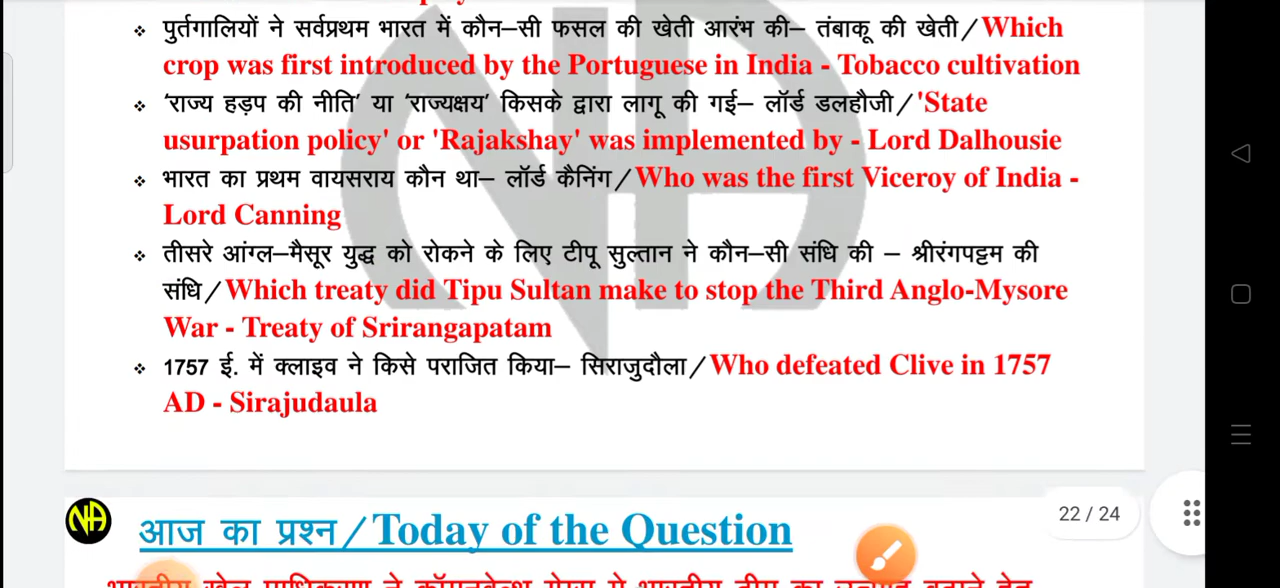 ❖ पुर्तगालियों ने सर्वप्रथम भारत में कौन–सी फसल की खेती आरंभ की– तंबाकू की खेती/Which
crop was first introduced by the Portuguese in India - Tobacco cultivation
❖ ‘राज्य हड़प की नीति’ या ‘राज्यक्षय’ किसके द्वारा लागू की गई– लॉर्ड डलहौजी/'State
usurpation policy' or 'Rajakshay' was implemented by - Lord Dalhousie
❖ भारत का प्रथम वायसराय कौन था– लॉर्ड कैनिंग/Who was the first Viceroy of India -
Lord Canning
❖ तीसरे आंग्ल–मैसूर युद्ध को रोकने के लिए टीपू सुल्तान ने कौन–सी संधि की – श्रीरंगपट्टम की
संधि/Which treaty did Tipu Sultan make to stop the Third Anglo-Mysore
War - Treaty of Srirangapatam
❖ 1757 ई. में क्लाइव ने किसे पराजित किया– सिराजुदौला/Who defeated Clive in 1757
AD - Sirajudaula
NA
आज का प्रश्न/Today of the Question
22 / 24